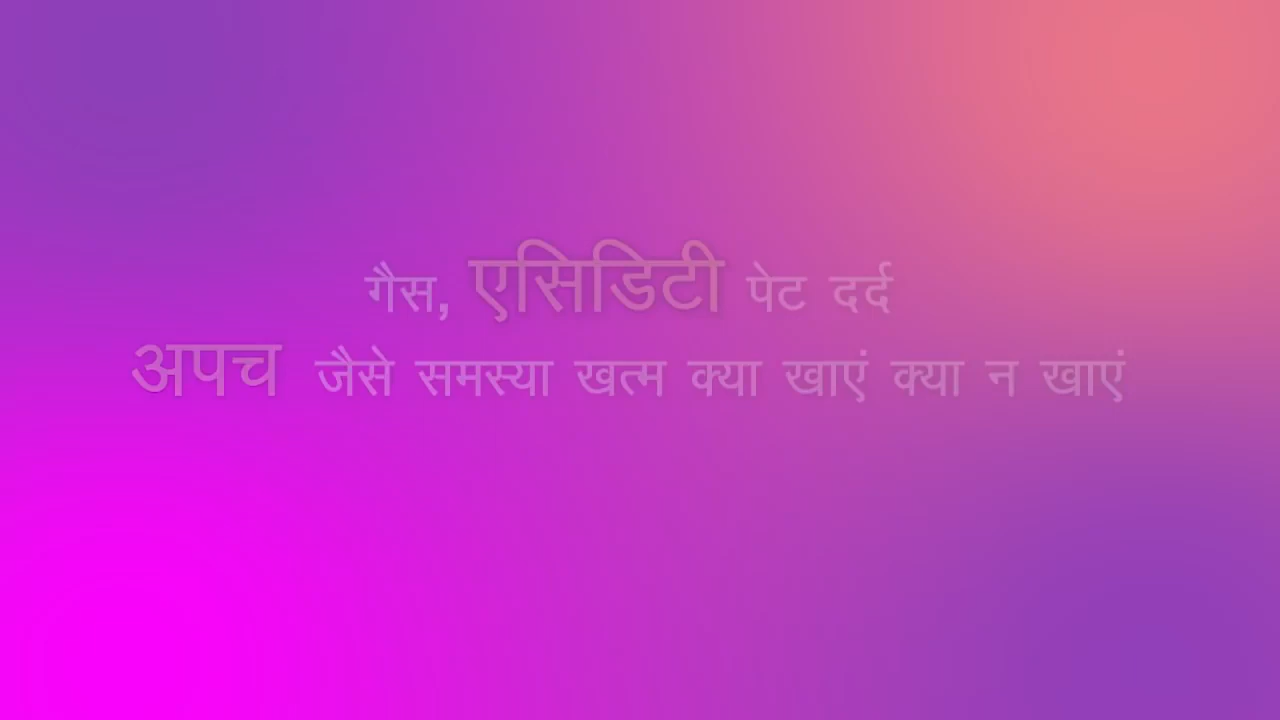 गैस, एसिडिटी पेट दर्द
अपच जैसे समस्या खत्म क्या खाएं क्या न खाएं